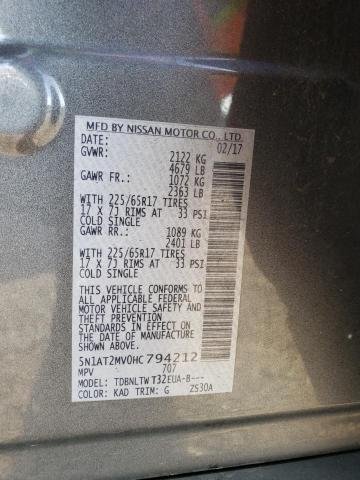 MFD BY NISSAN MOTOR CO., LTD.
DATE: 02/17
GVWR: 2122 KG
4679 LB
GAWR FR.: 1072 KG
2363 LB
WITH 225/65R17 TIRES
17 X 7J RIMS AT 33 PSI
COLD SINGLE
GAWR RR.: 1089 KG
2401 LB
WITH 225/65R17 TIRES
17 X 7J RIMS AT 33 PSI
COLD SINGLE
THIS VEHICLE CONFORMS TO
ALL APPLICABLE FEDERAL
MOTOR VEHICLE SAFETY AND
THEFT PREVENTION
STANDARDS IN EFFECT ON
THE DATE OF MANUFACTURE
SHOWN ABOVE.
5N1AT2MV0HC794212
MPV 707
MODEL: TDBNLTWT32EUA-B---
COLOR: KAD TRIM: G ZS30A